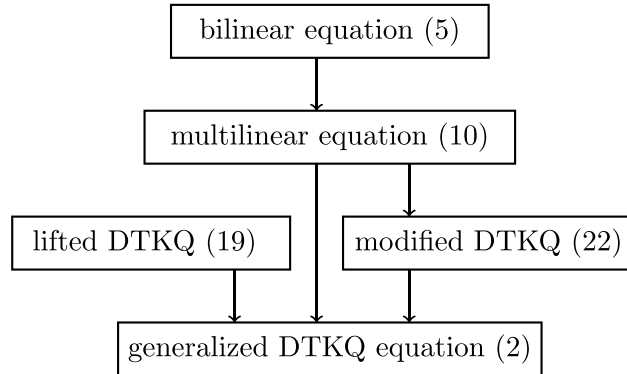 bilinear equation (5)
multilinear equation (10)
lifted DTKQ (19)
modified DTKQ (22)
generalized DTKQ equation (2)